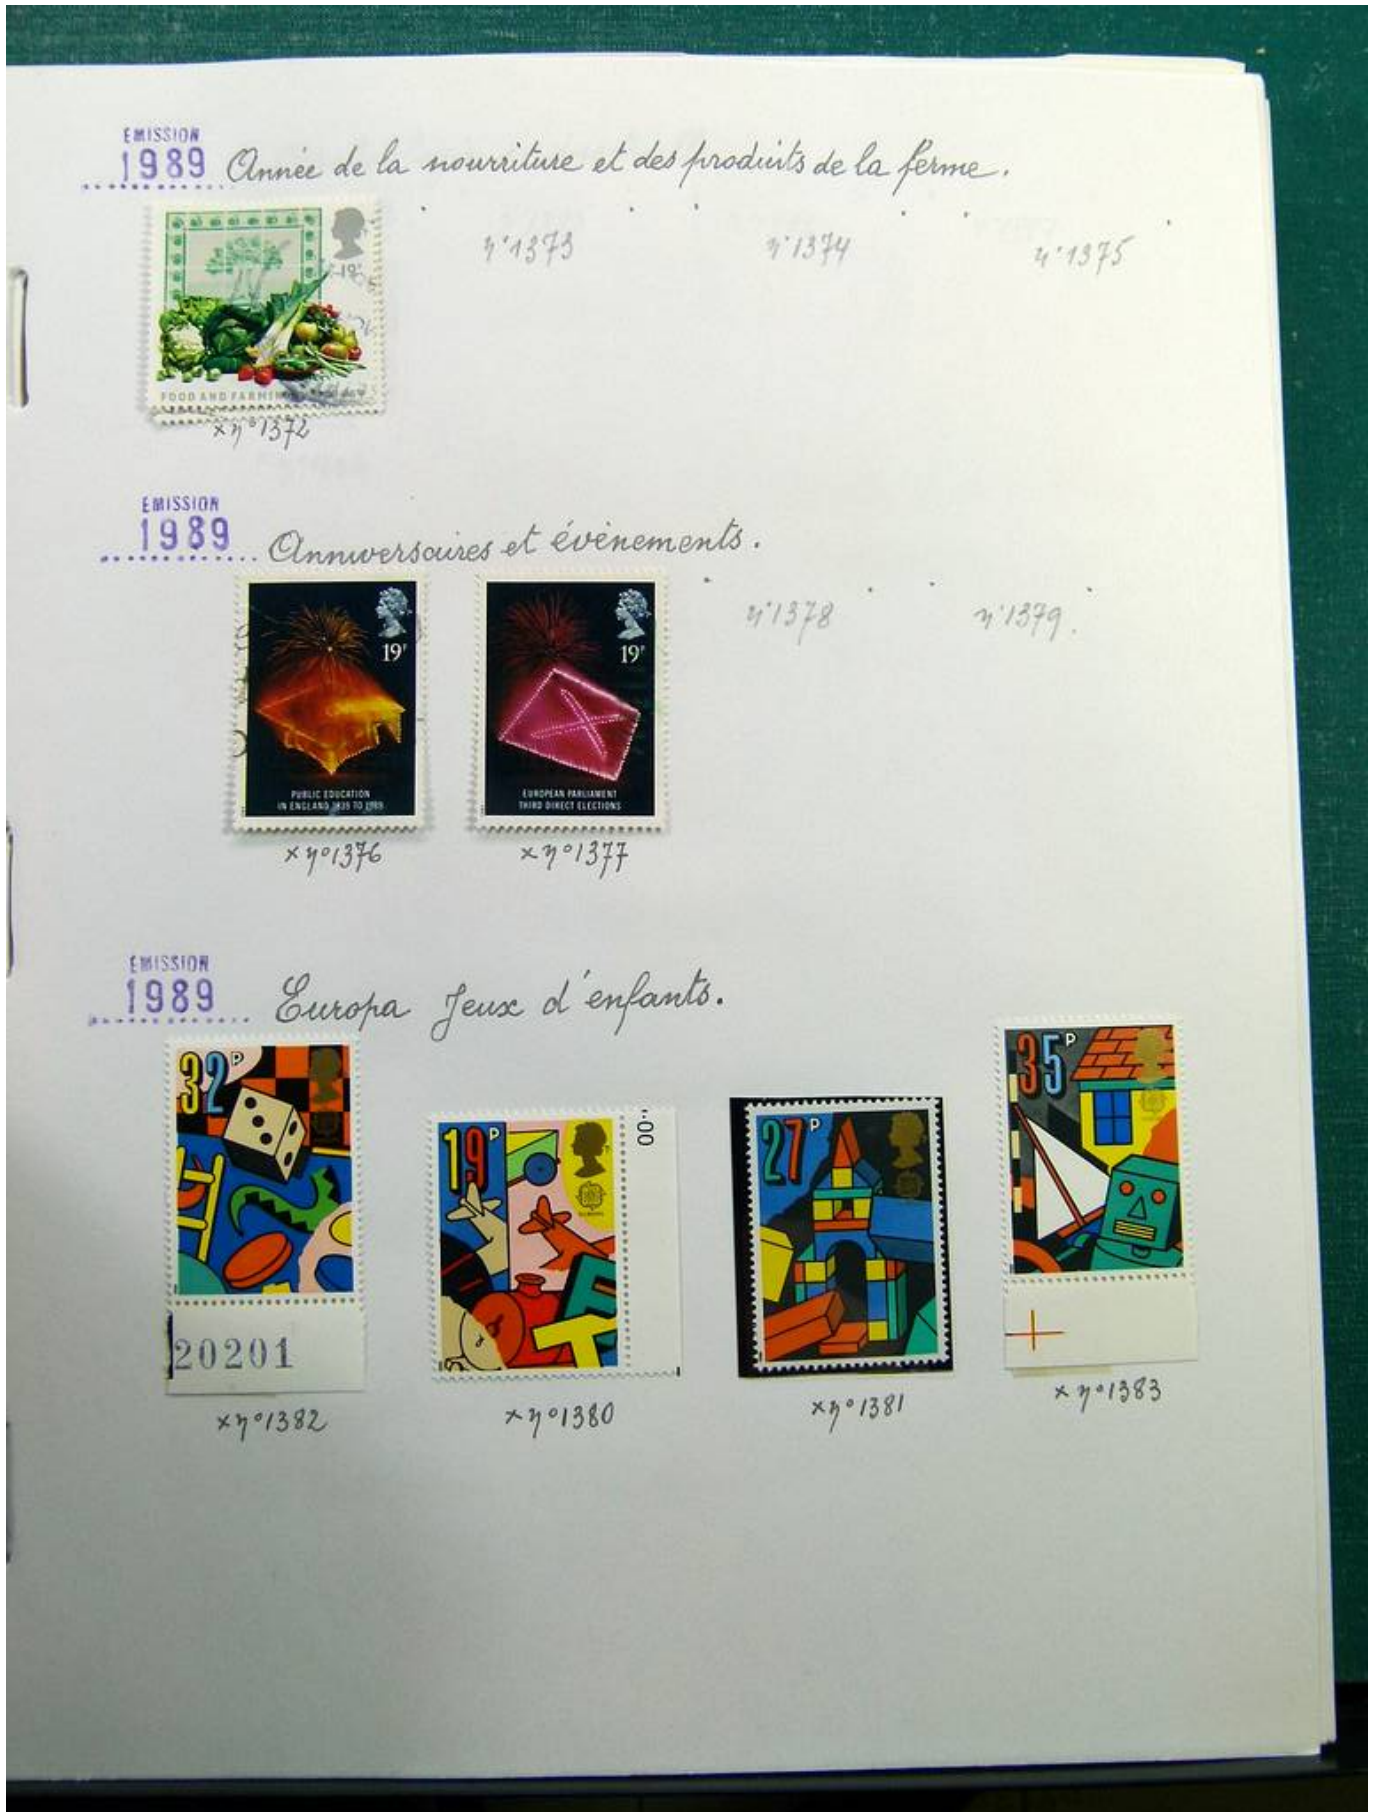 EMISSION
1989 Année de la nourriture et des produits de la ferme.
19P
FOOD AND FARMING
n°1373 n°1374 n°1375
x n°1372
EMISSION
1989 Anniversaires et évènements.
19P
PUBLIC EDUCATION
IN ENGLAND 1839 TO 1989
19P
EUROPEAN PARLIAMENT
THIRD DIRECT ELECTIONS
n°1378 n°1379.
x n°1376 x n°1377
EMISSION
1989 Europa Jeux d'enfants.
32P
20201
19P
EUROPA
00
27P
35P
x n°1382 x n°1380 x n°1381 x n°1383